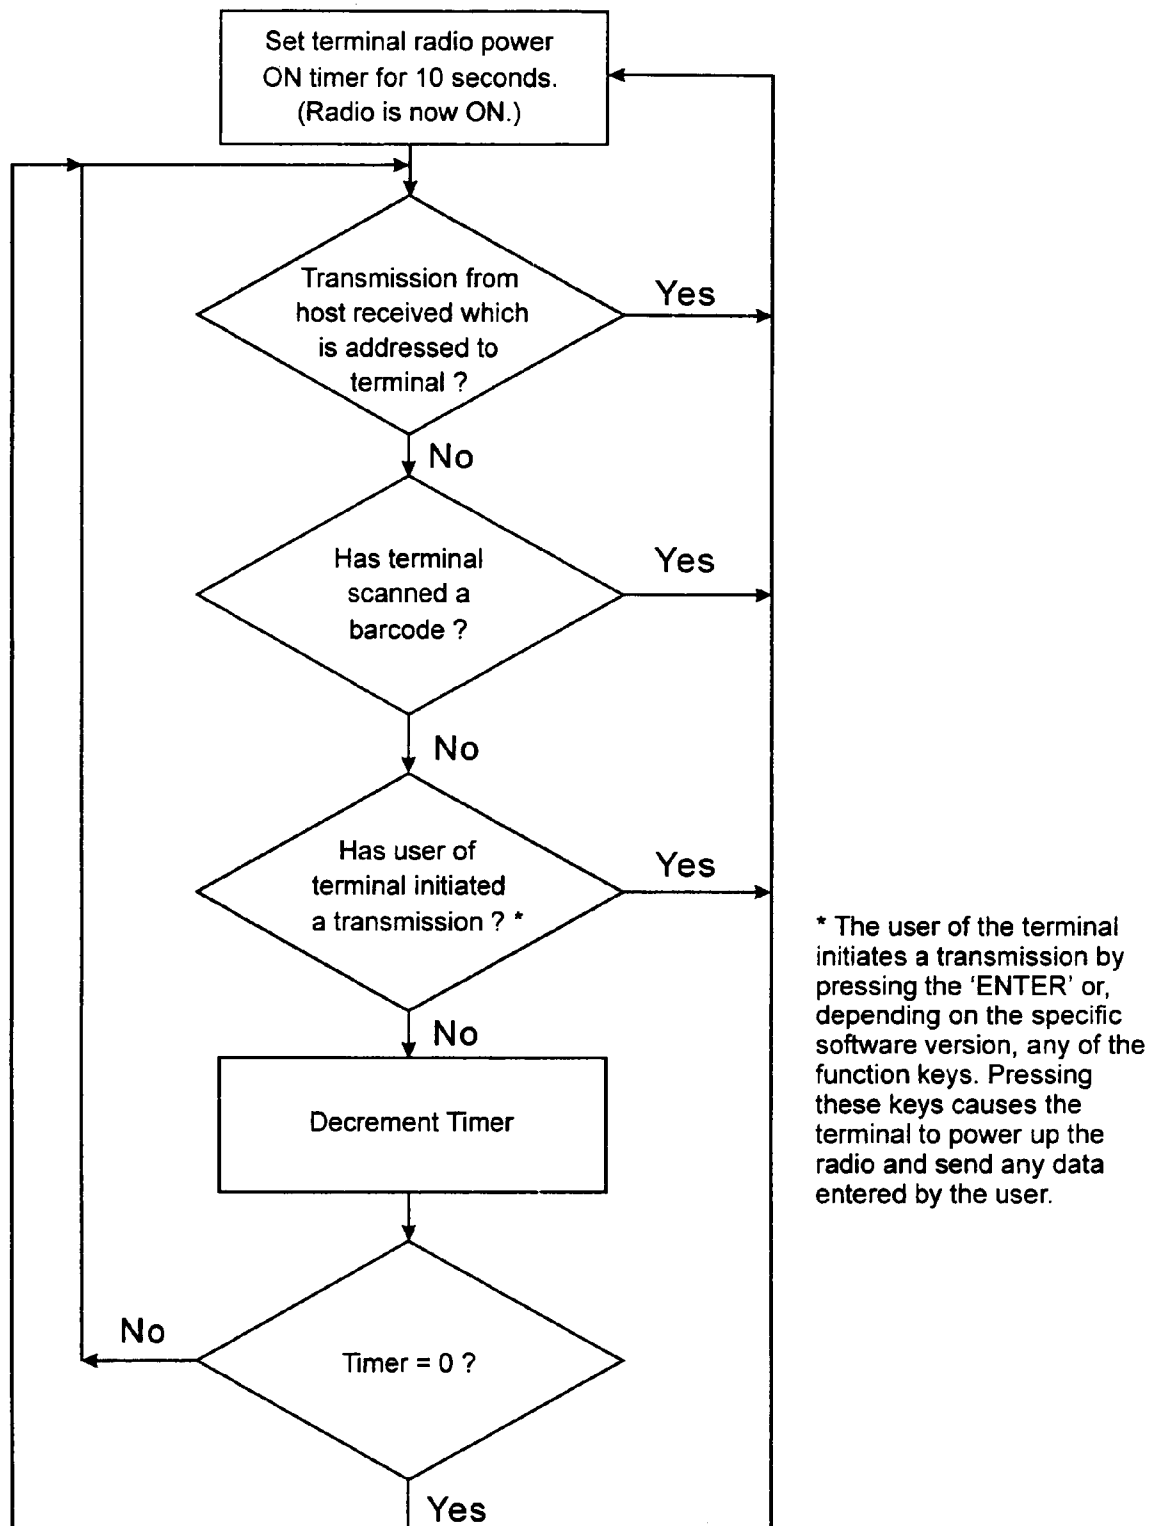 Set terminal radio power
ON timer for 10 seconds.
(Radio is now ON.)
Transmission from
host received which
is addressed to
terminal ?
Yes
No
Has terminal
scanned a
barcode ?
Yes
No
Has user of
terminal initiated
a transmission ? *
Yes
No
* The user of the terminal
initiates a transmission by
pressing the 'ENTER' or,
depending on the specific
software version, any of the
function keys. Pressing
these keys causes the
terminal to power up the
radio and send any data
entered by the user.
Decrement Timer
Timer = 0 ?
No
Yes